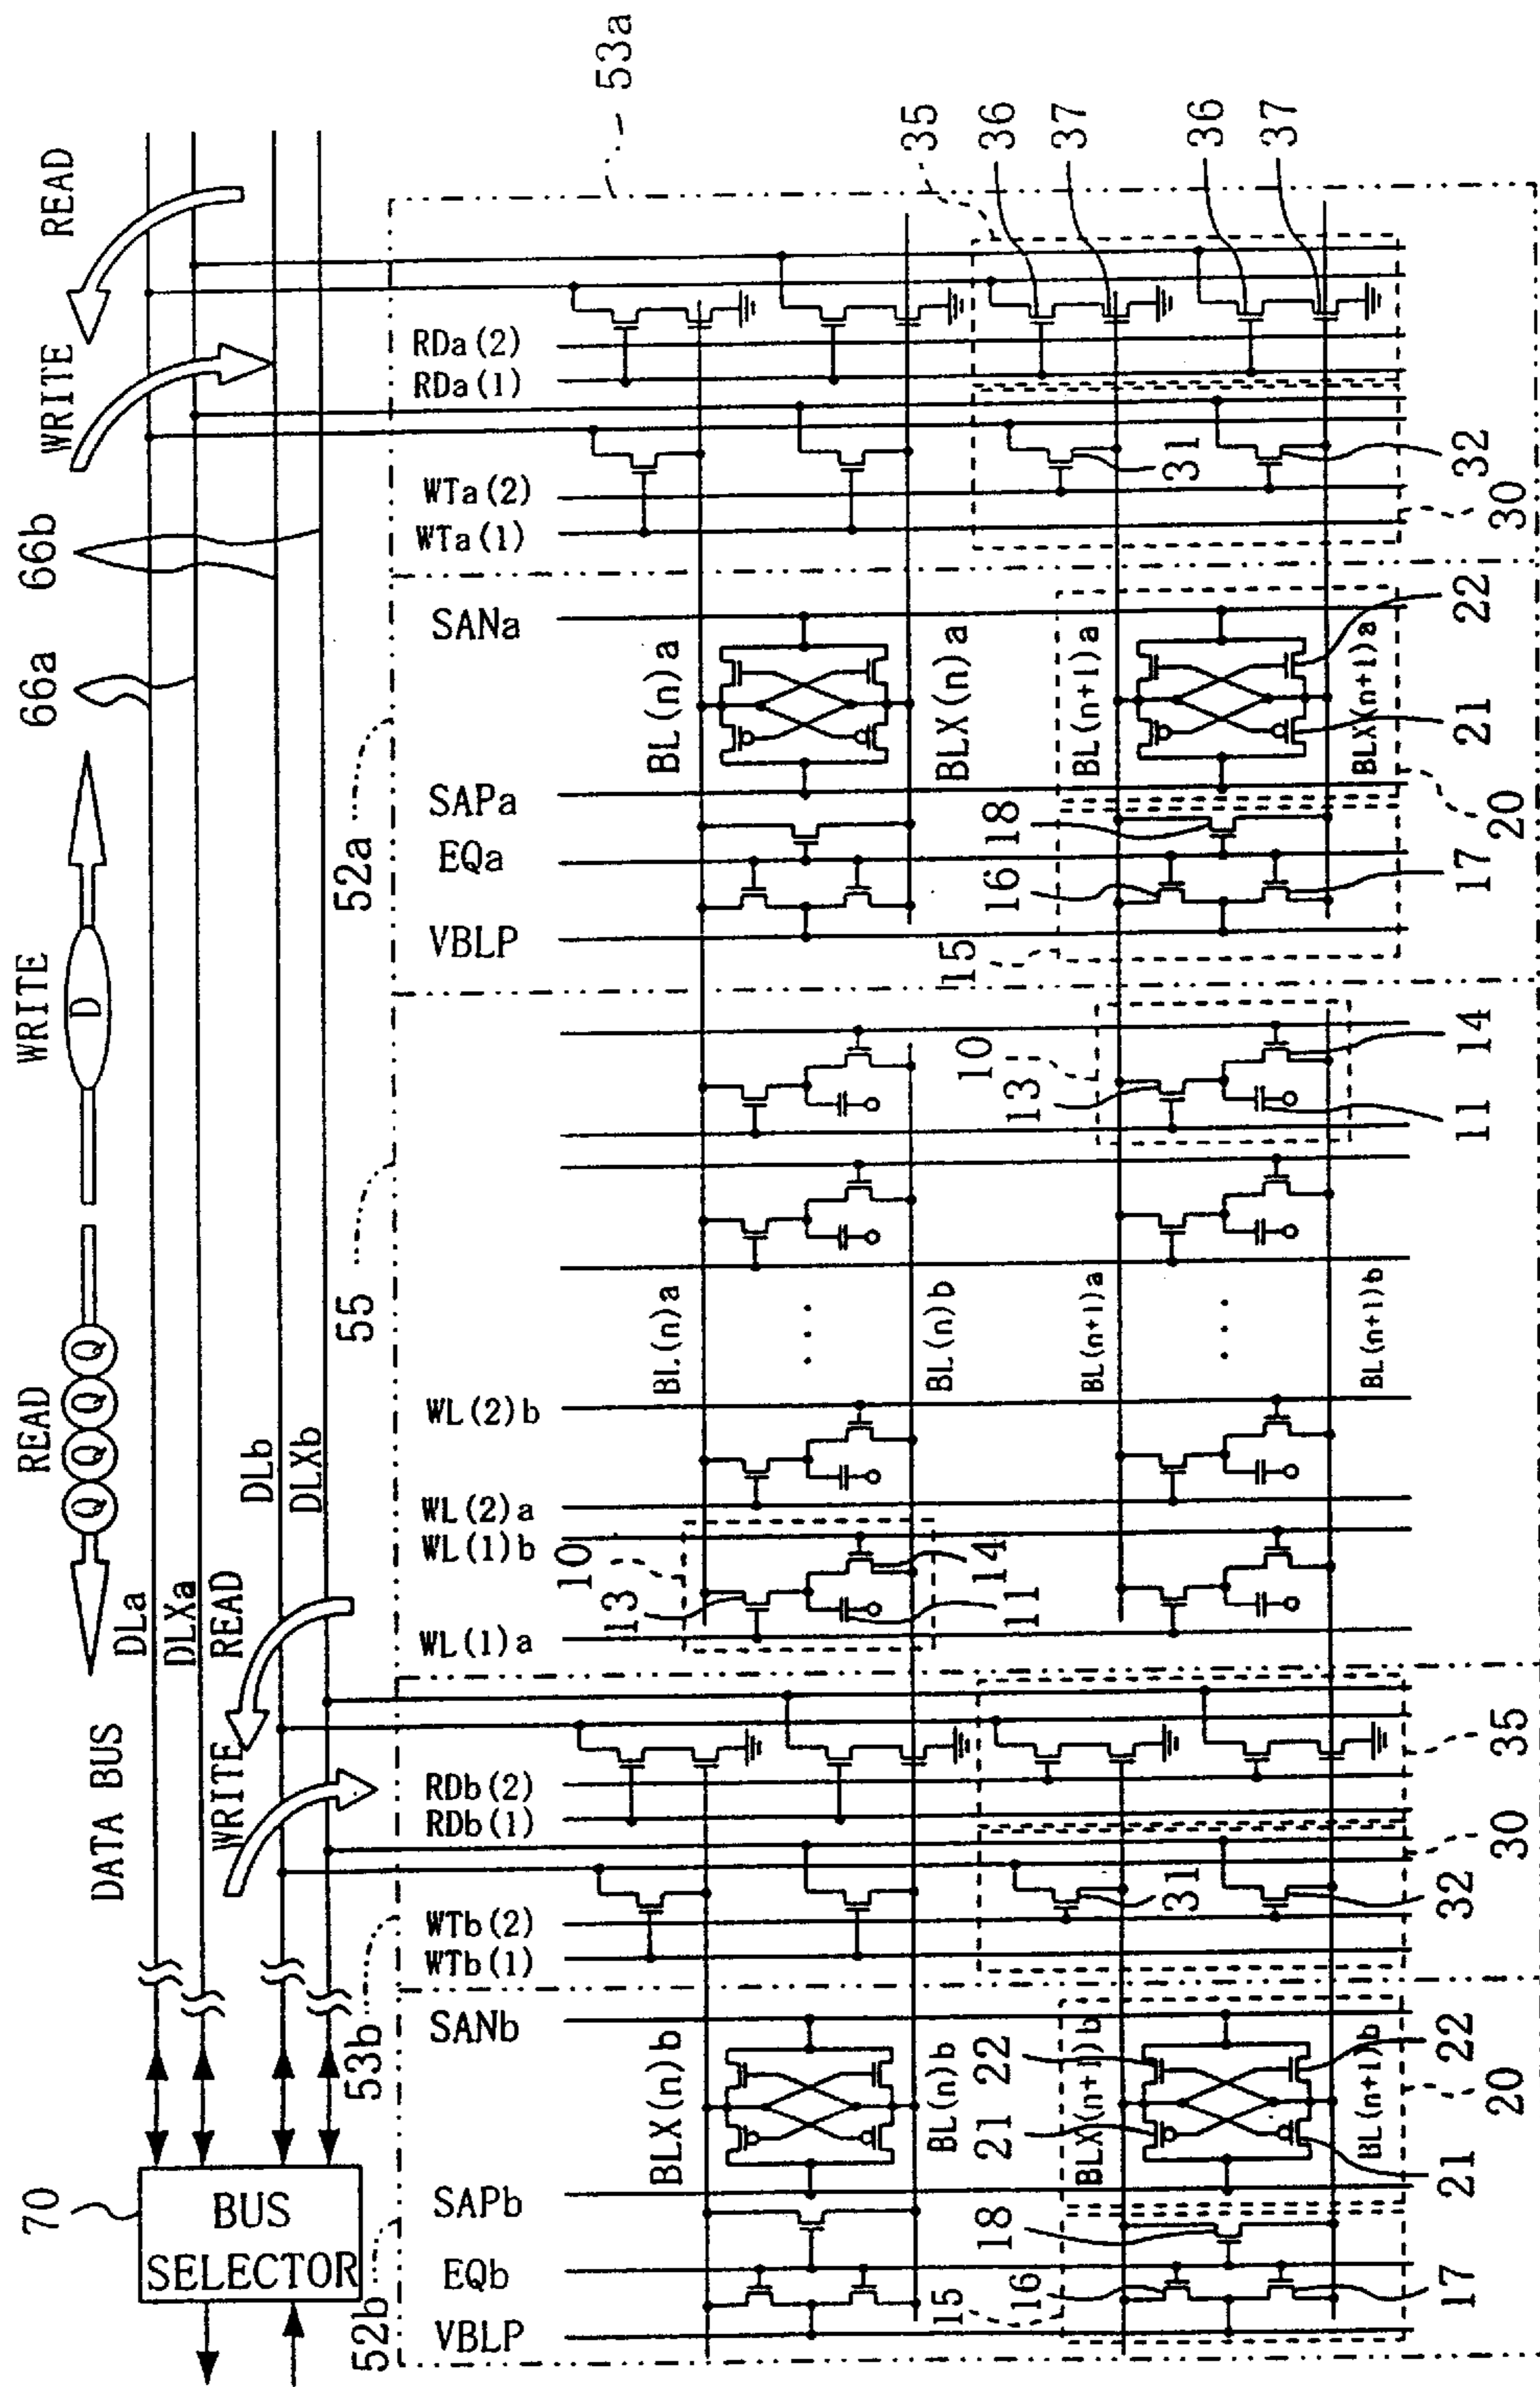 READ
WRITE
Q Q Q Q
D
DATA BUS
DLa
DLXa
DLb
DLXb
READ
WRITE
READ
WRITE
66a
66b
70
BUS
SELECTOR
52b
53b
55
52a
53a
VBLP
EQb
SAPb
SANb
WTb(1)
WTb(2)
RDb(1)
RDb(2)
WL(1)a
WL(1)b
WL(2)a
WL(2)b
VBLP
EQa
SAPa
SANa
WTa(1)
WTa(2)
RDa(1)
RDa(2)
BLX(n)b
BL(n)b
BL(n)a
BL(n)b
BL(n)a
BLX(n)a
13
10
11
14
...
10
13
35
36
37
36
37
15
16
18
21
22
BLX(n+1)b
BL(n+1)b
31
BL(n+1)a
BL(n+1)b
...
15
16
18
BL(n+1)a
BLX(n+1)a
31
17
21
22
20
32
30
35
11
14
17
20
21
22
30
32